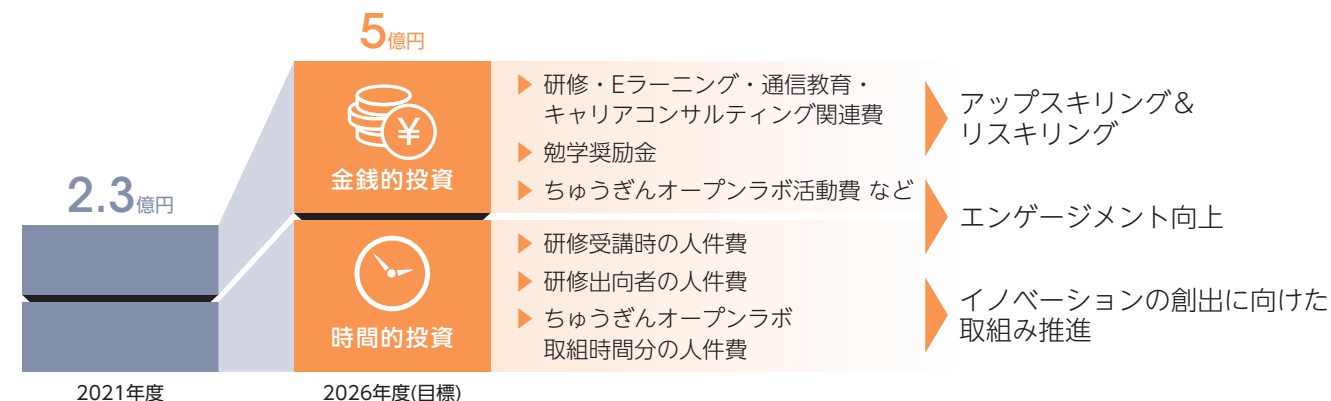 5億円
2.3億円
¥
金銭的投資
▶ 研修・Eラーニング・通信教育・
キャリアコンサルティング関連費
▶ 勉学奨励金
▶ ちゅうぎんオープンラボ活動費 など
時間的投資
▶ 研修受講時の人件費
▶ 研修出向者の人件費
▶ ちゅうぎんオープンラボ
取組時間分の人件費
アップスキリング＆
リスキリング
エンゲージメント向上
イノベーションの創出に向けた
取組み推進
2021年度
2026年度(目標)